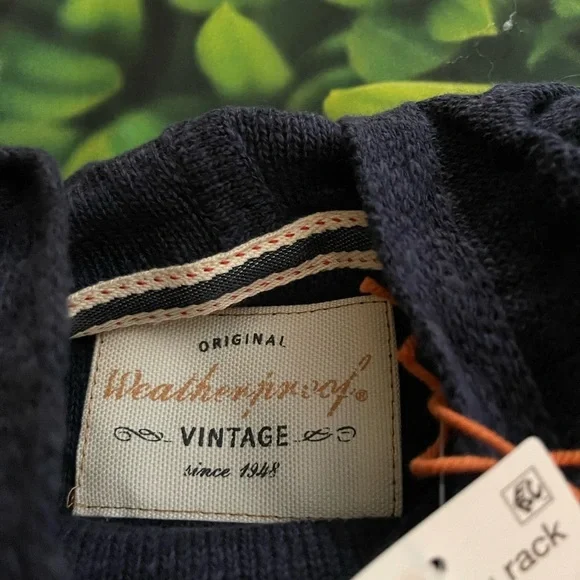 ORIGINAL
Weatherproof®
VINTAGE
since 1948
rack